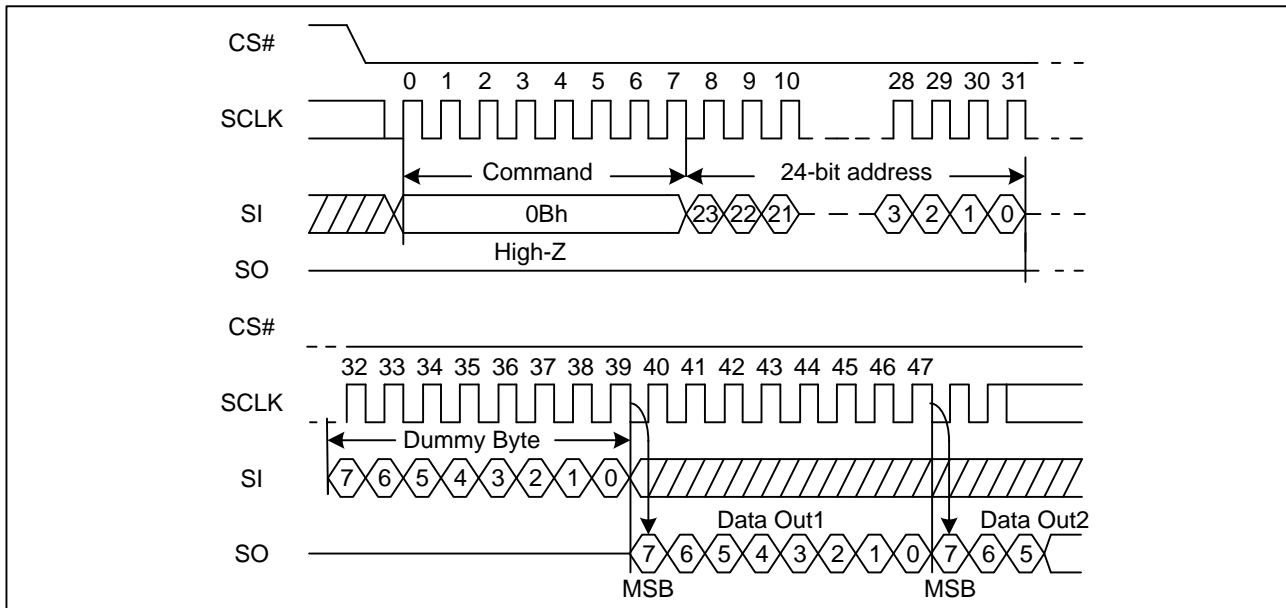 CS#
0 1 2 3 4 5 6 7 8 9 10 28 29 30 31
SCLK
Command 24-bit address
SI 0Bh 23 22 21 3 2 1 0
High-Z
SO
CS#
32 33 34 35 36 37 38 39 40 41 42 43 44 45 46 47
SCLK
Dummy Byte
SI 7 6 5 4 3 2 1 0
Data Out1 Data Out2
SO 7 6 5 4 3 2 1 0 7 6 5
MSB MSB